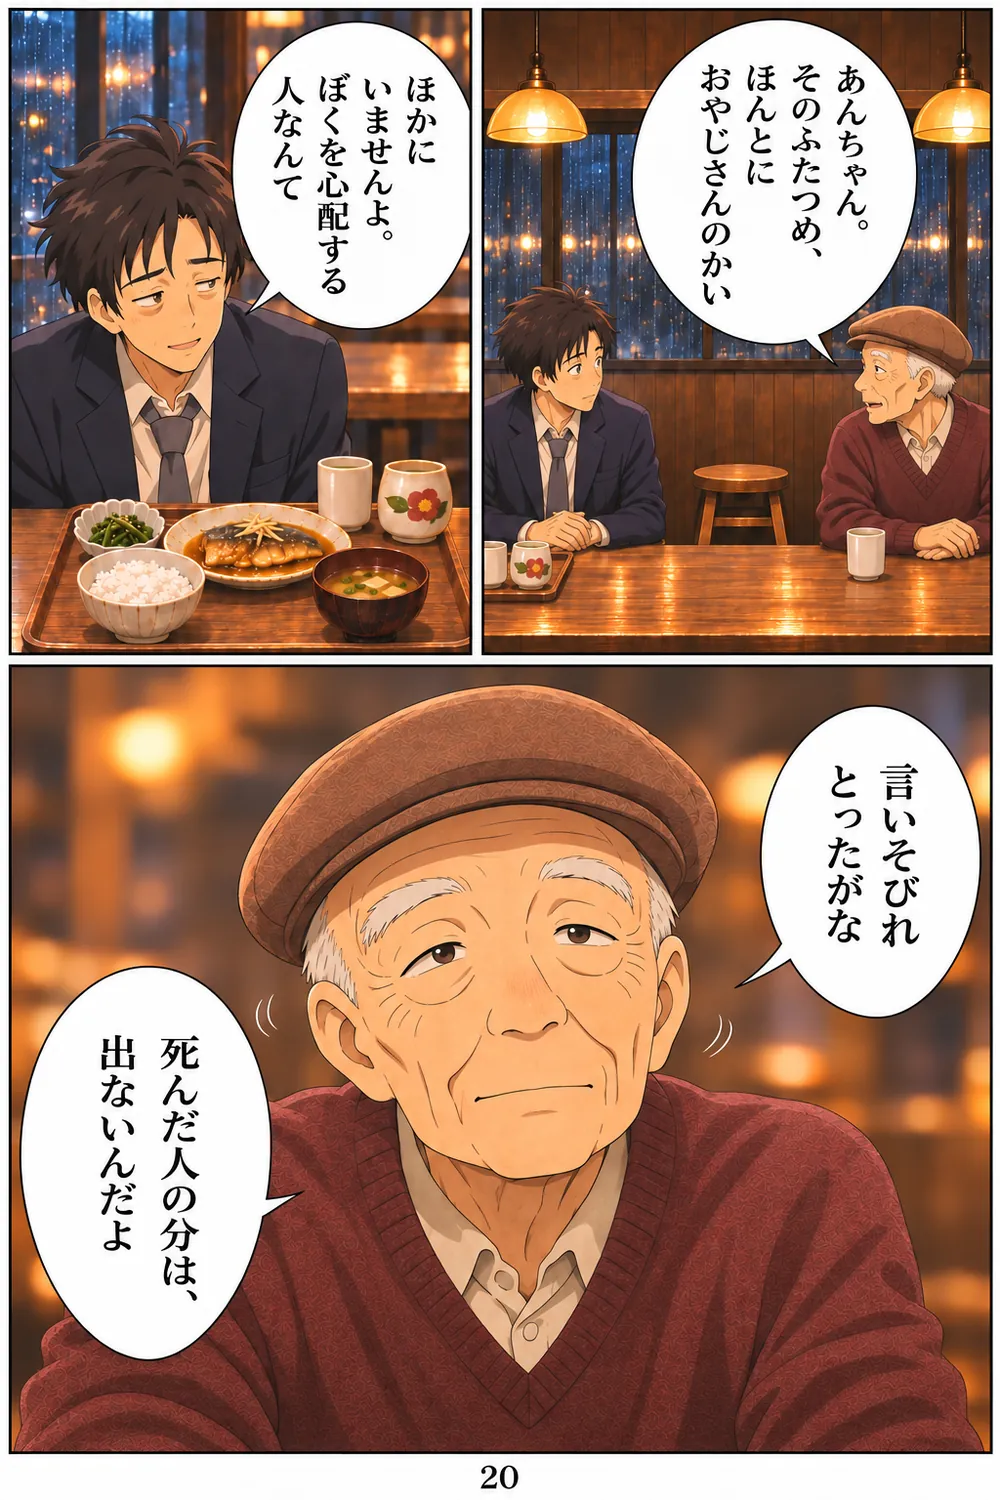 あんちゃん。
そのふたつめ、
ほんとに
おやじさんのかい
ほかに
いませんよ。
ぼくを心配する
人なんて
言いそびれ
とったがな
死んだ人の分は、
出ないんだよ
20